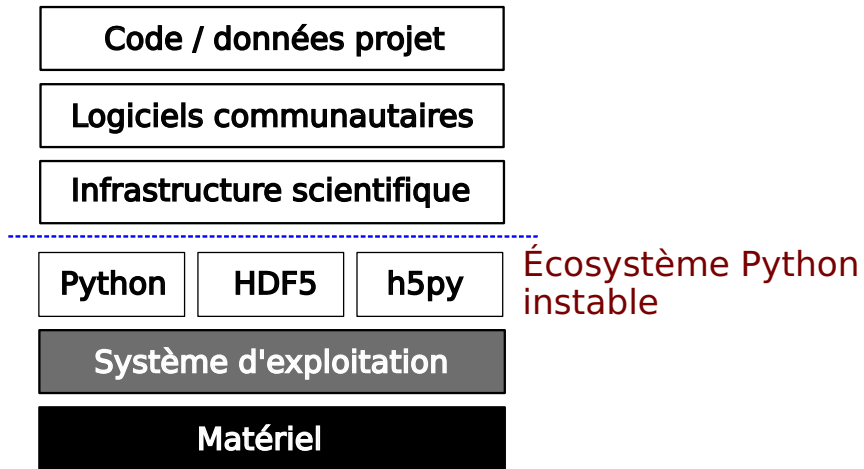 Code / données projet
Logiciels communautaires
Infrastructure scientifique
Python
HDF5
h5py
Écosystème Python
instable
Système d'exploitation
Matériel